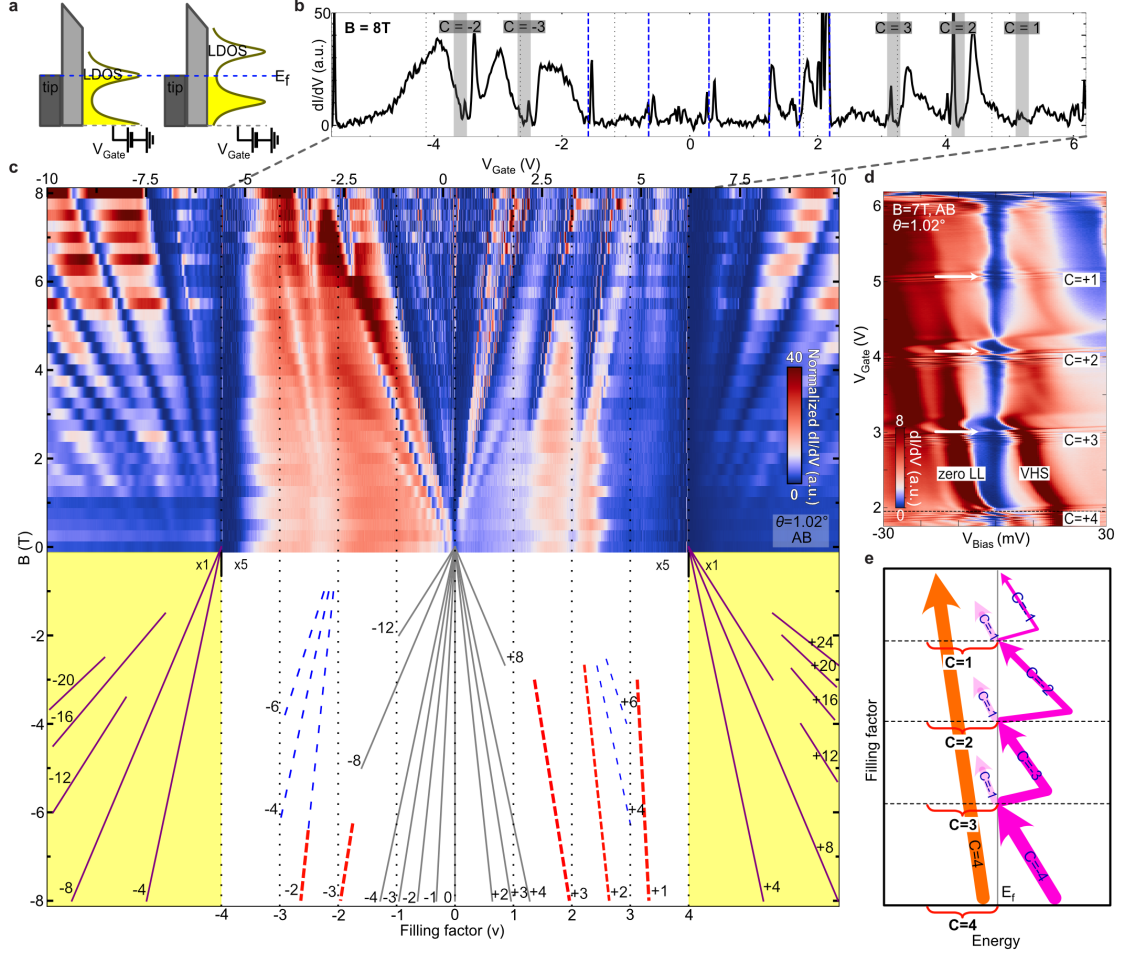 a
LDOS
LDOS
E_f
tip
tip
V_Gate
V_Gate
b
50
0
dI/dV (a.u.)
B = 8T
C = -2
C = -3
C = 3
C = 2
C = 1
-4
-2
0
2
4
6
V_Gate (V)
c
-10
-7.5
-5
-2.5
0
2.5
5
7.5
10
8
6
4
2
0
-2
-4
-6
-8
B (T)
40
0
Normalized dI/dV (a.u.)
θ=1.02°
AB
x1
x5
x5
x1
-20
-16
-12
-8
-4
-6
-4
-2
-3
-12
-8
-4
-3
-2
-1
0
+2
+3
+4
+8
+3
+2
+1
+6
+4
+24
+20
+16
+12
+8
+4
-4
-3
-2
-1
0
1
2
3
4
Filling factor (ν)
d
B=7T, AB
θ=1.02°
6
5
4
3
2
V_Gate (V)
C=+1
C=+2
C=+3
C=+4
8
0
dI/dV (a.u.)
zero LL
VHS
-30
0
30
V_Bias (mV)
e
Filling factor
C=-1
C=-1
C=1
C=-1
C=-2
C=2
C=-1
C=-3
C=3
C=4
C=-4
E_f
C=4
Energy